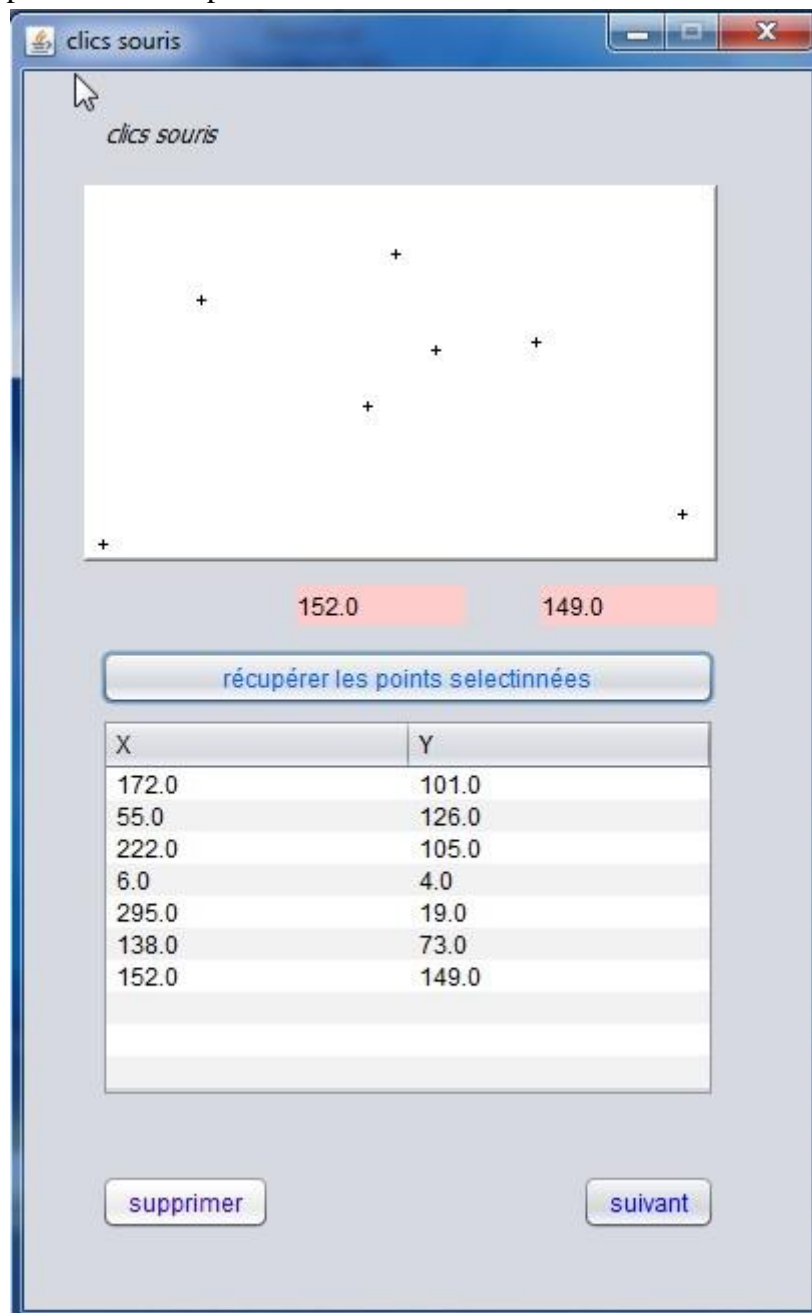 clics souris
clics souris
152.0 149.0
récupérer les points selectinnées
X Y
172.0 101.0
55.0 126.0
222.0 105.0
6.0 4.0
295.0 19.0
138.0 73.0
152.0 149.0
supprimer suivant